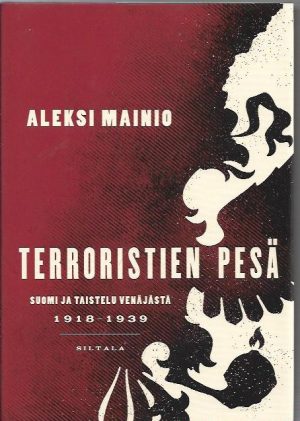 ALEKSI MAINIO
TERRORISTIEN PESÄ
SUOMI JA TAISTELU VENÄJÄSTÄ
1918–1939
SILTALA